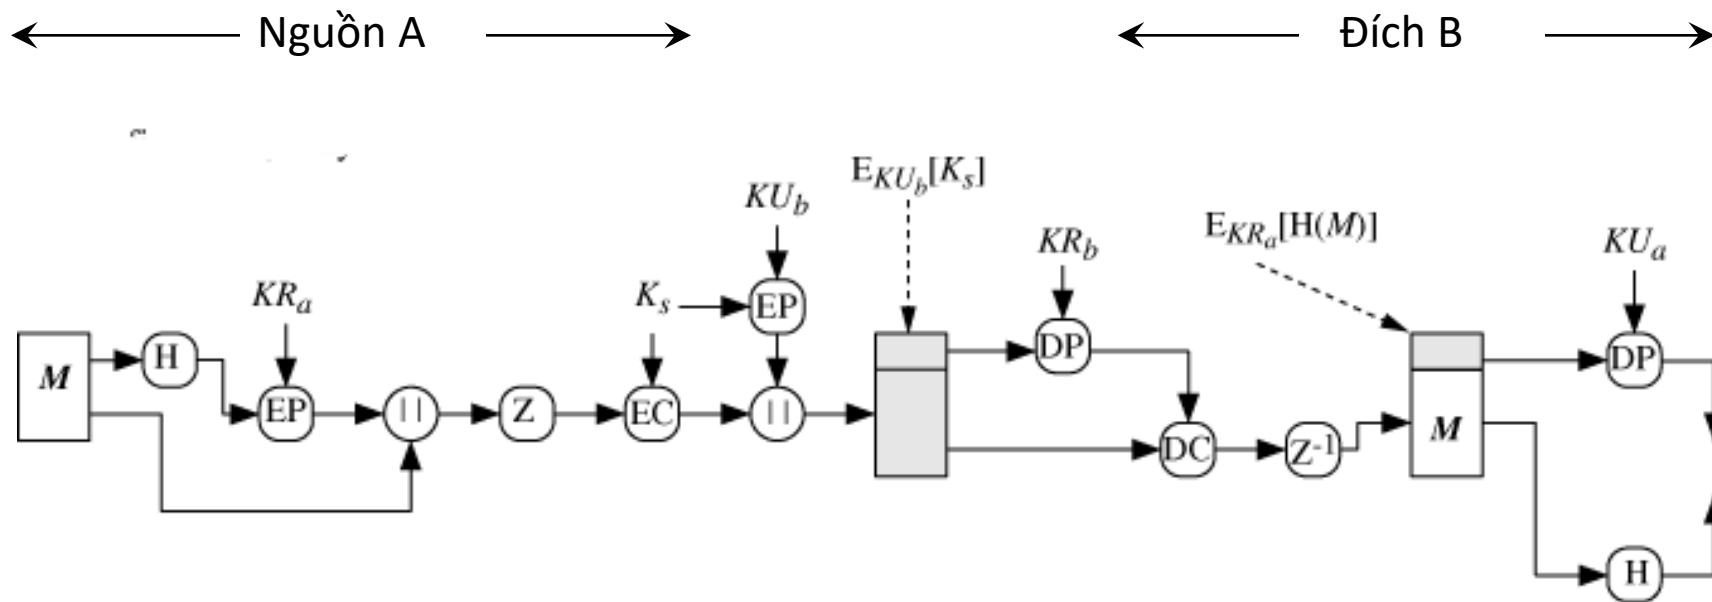 Nguồn A
Đích B
E_{KU_b}[K_s]
KU_b
E_{KR_a}[H(M)]
KR_b
KU_a
KR_a
K_s
EP
M
H
DP
DP
EP
||
Z
EC
||
M
DC
Z^{-1}
H